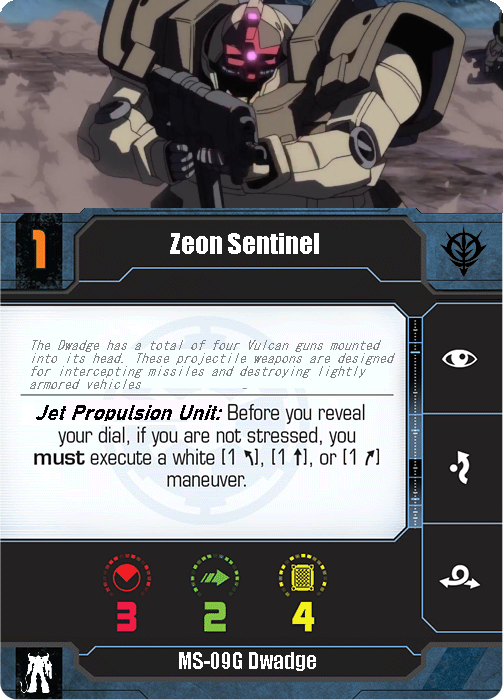 1
Zeon Sentinel
The Dwadge has a total of four Vulcan guns mounted
into its head. These projectile weapons are designed
for intercepting missiles and destroying lightly
armored vehicles
Jet Propulsion Unit: Before you reveal
your dial, if you are not stressed, you
must execute a white [1 ↰], [1 ⬆], or [1 ↱]
maneuver.
3 2 4
MS-09G Dwadge